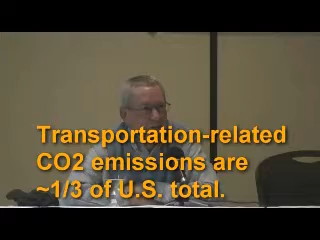 Transportation-related
CO2 emissions are
~1/3 of U.S. total.